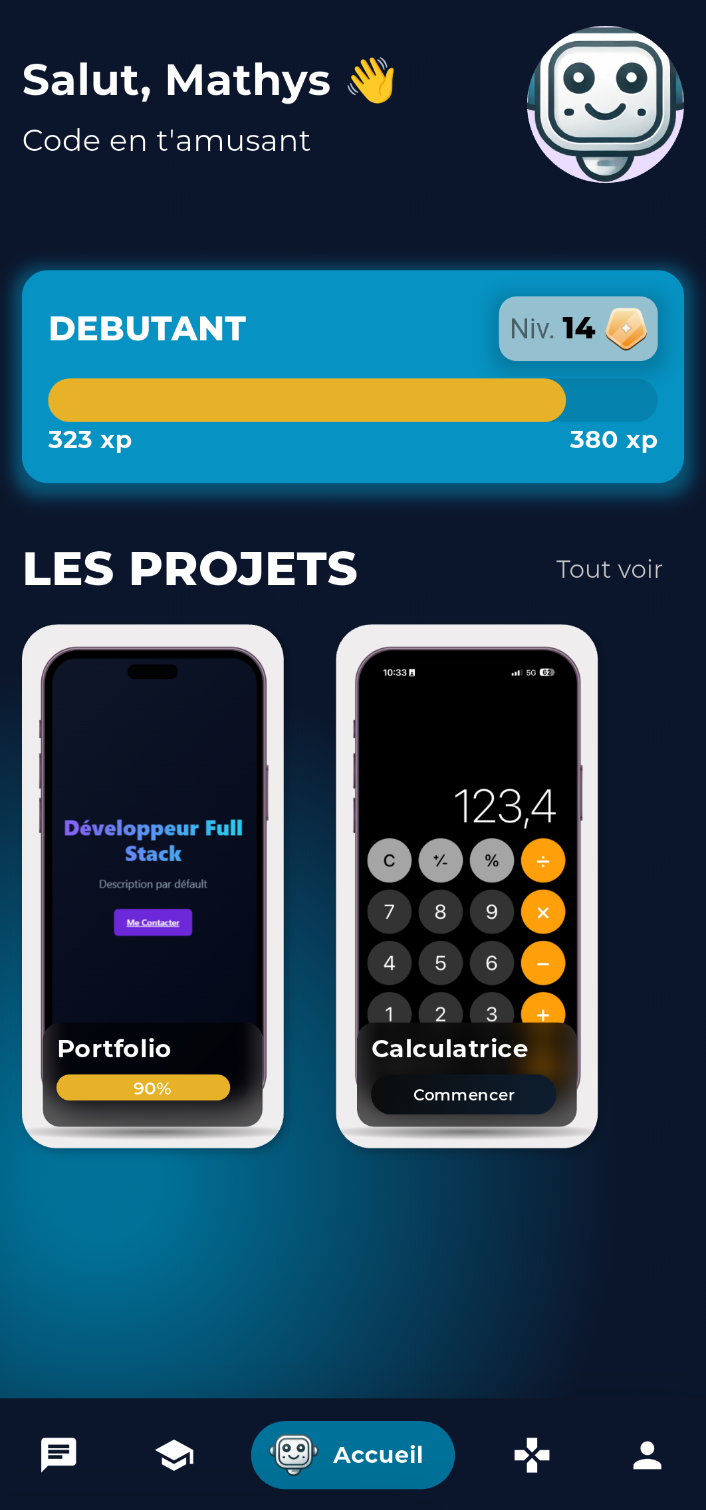 Salut, Mathys 👋
Code en t'amusant
DEBUTANT
Niv. 14
323 xp
380 xp
LES PROJETS
Tout voir
Développeur Full
Stack
Description par défault
Me Contacter
Portfolio
90%
10:33
5G 62
123,4
C +/- % ÷
7 8 9 ×
4 5 6 −
1 2 3 +
Calculatrice
Commencer
Accueil